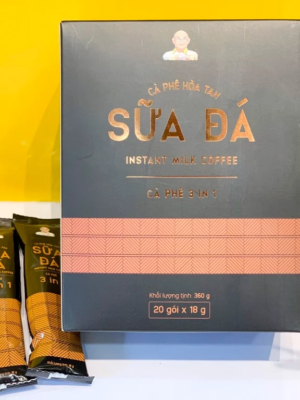 CÀ PHÊ HÒA TAN
SỮA ĐÁ
INSTANT MILK COFFEE
CÀ PHÊ 3 IN 1
Khối lượng tịnh: 360 g
20 gói x 18 g
SỮA
ĐÁ
3 in 1